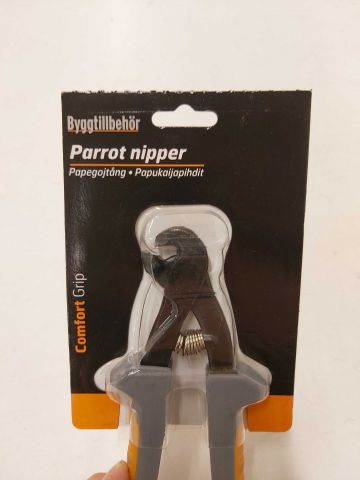 Byggtillbehör
Parrot nipper
Papegojtång • Papukaijapihdit
Comfort Grip